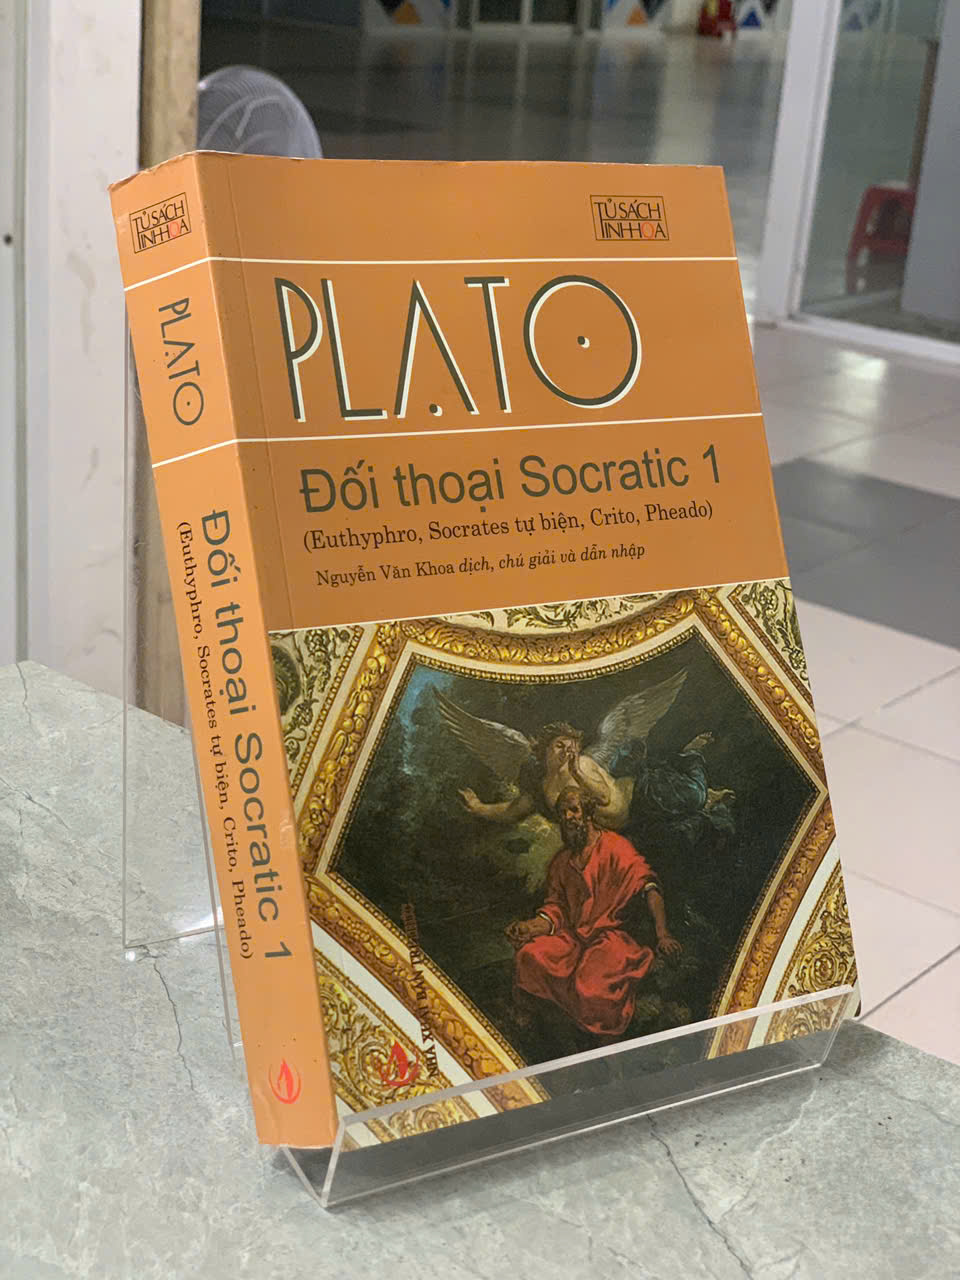 TỦ SÁCH
TINH HOA
PLATO
Đối thoại Socratic 1
(Euthyphro, Socrates tự biện, Crito, Pheado)
TỦ SÁCH
TINH HOA
PLATO
Đối thoại Socratic 1
(Euthyphro, Socrates tự biện, Crito, Pheado)
Nguyễn Văn Khoa dịch, chú giải và dẫn nhập